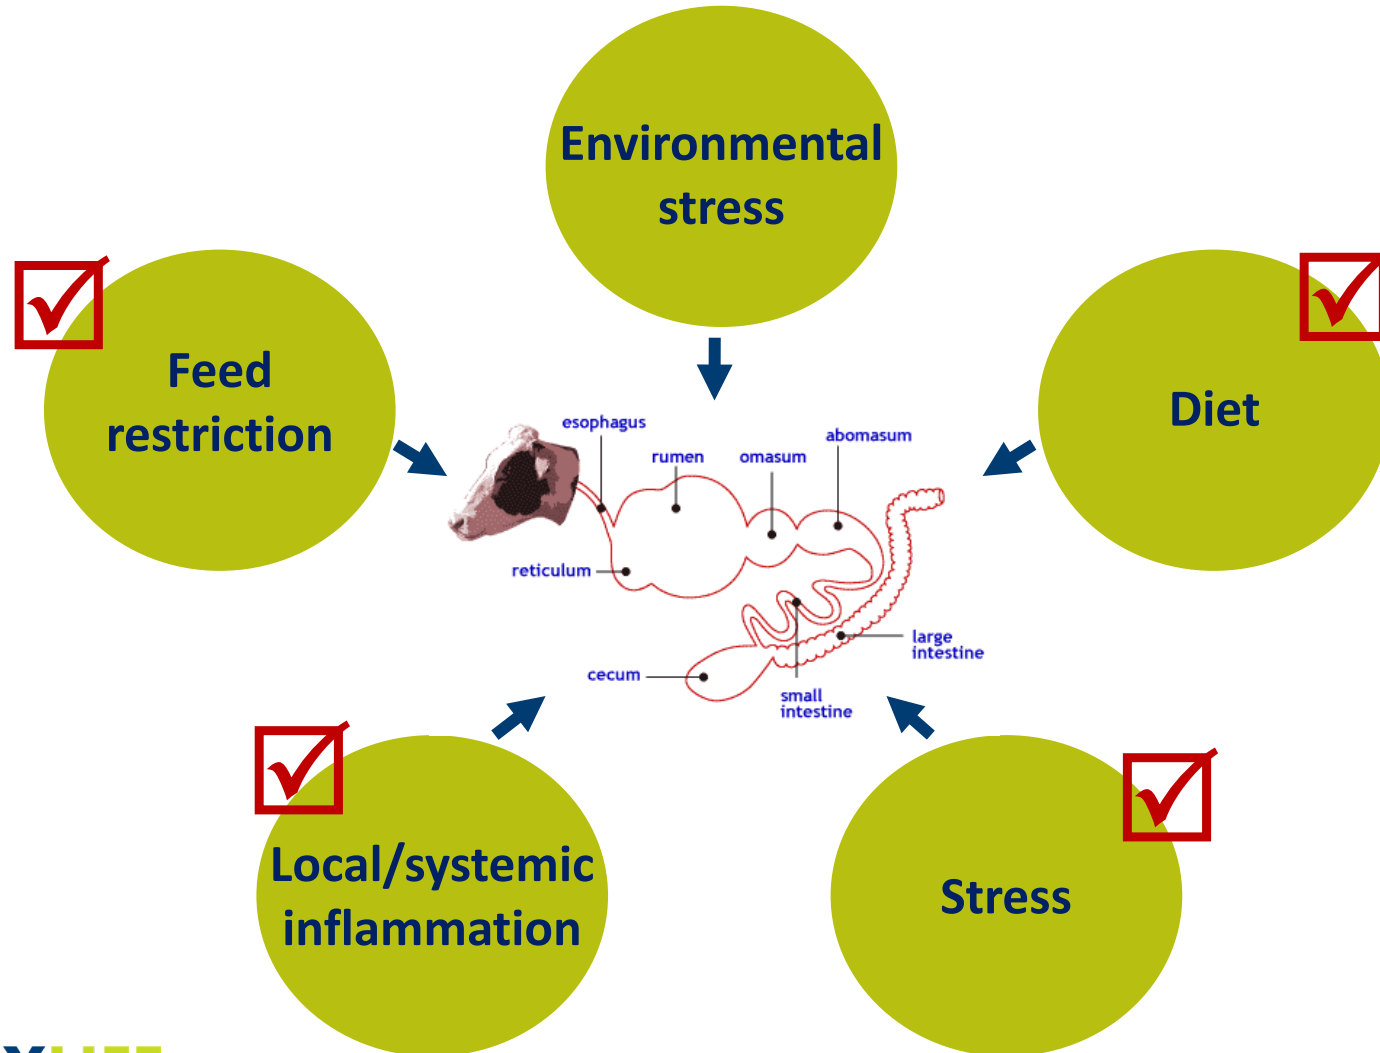 Environmental
stress
Feed
restriction
Diet
esophagus
rumen
omasum
abomasum
reticulum
large
intestine
cecum
small
intestine
Local/systemic
inflammation
Stress